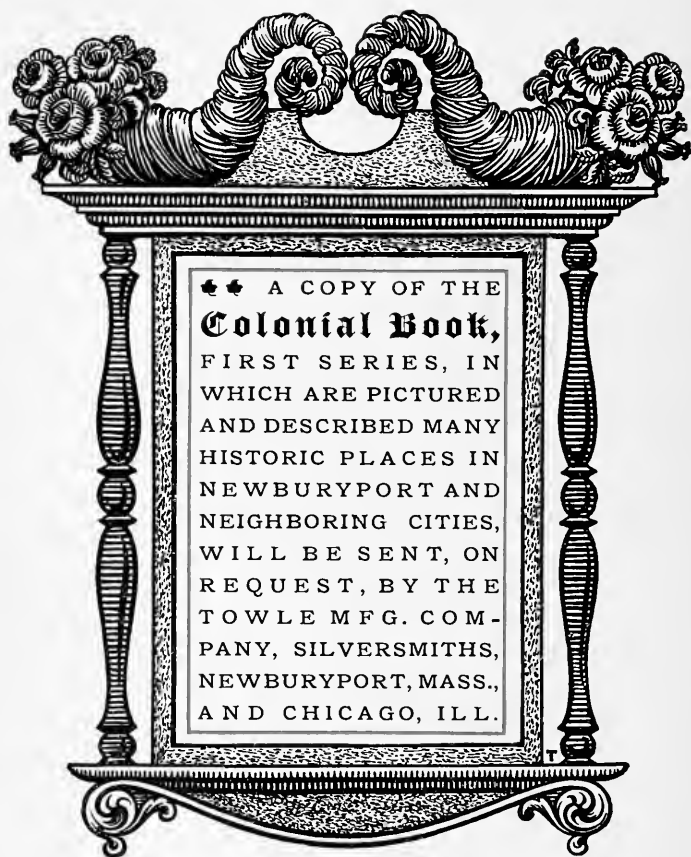 A COPY OF THE
Colonial Book,
FIRST SERIES, IN
WHICH ARE PICTURED
AND DESCRIBED MANY
HISTORIC PLACES IN
NEWBURYPORT AND
NEIGHBORING CITIES,
WILL BE SENT, ON
REQUEST, BY THE
TOWLE MFG. COM-
PANY, SILVERSMITHS,
NEWBURYPORT, MASS.,
AND CHICAGO, ILL.
T